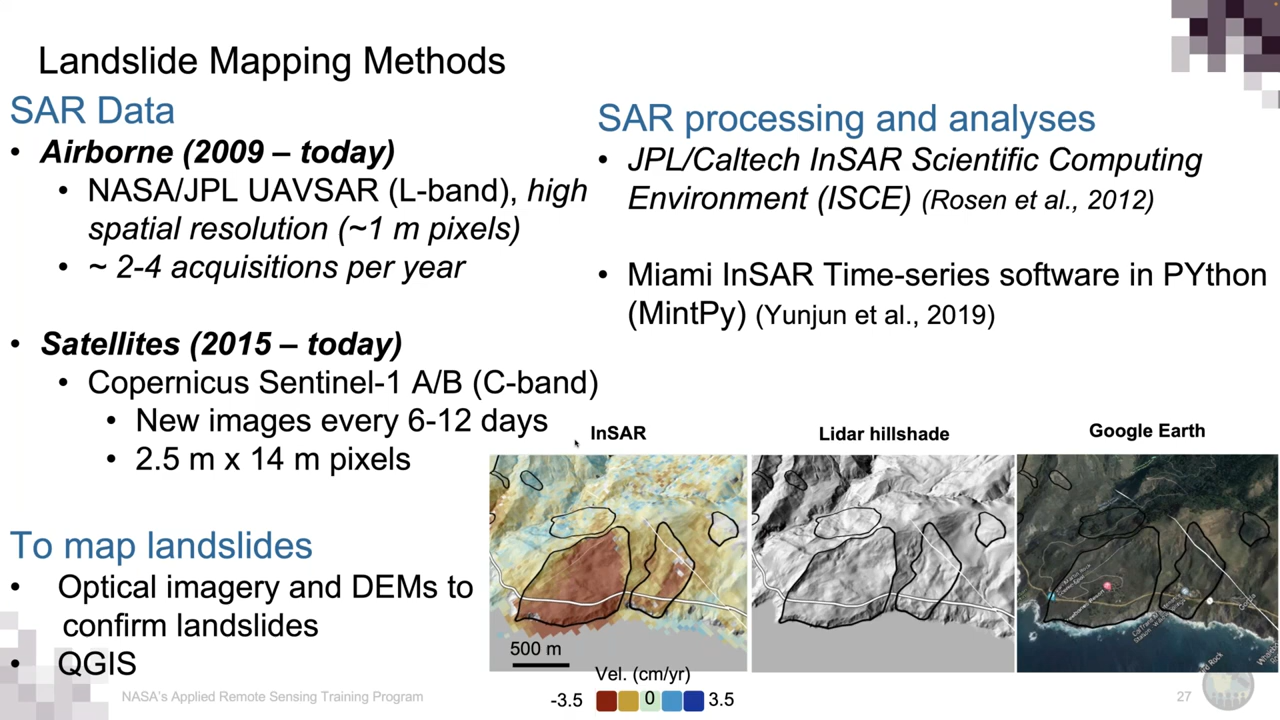 Landslide Mapping Methods
SAR Data
• Airborne (2009 – today)
• NASA/JPL UAVSAR (L-band), high
spatial resolution (~1 m pixels)
• ~ 2-4 acquisitions per year
• Satellites (2015 – today)
• Copernicus Sentinel-1 A/B (C-band)
• New images every 6-12 days
• 2.5 m x 14 m pixels
To map landslides
• Optical imagery and DEMs to
confirm landslides
• QGIS
SAR processing and analyses
• JPL/Caltech InSAR Scientific Computing
Environment (ISCE) (Rosen et al., 2012)
• Miami InSAR Time-series software in PYthon
(MintPy) (Yunjun et al., 2019)
InSAR
Lidar hillshade
Google Earth
500 m
Vel. (cm/yr)
-3.5 0 3.5
NASA's Applied Remote Sensing Training Program
27